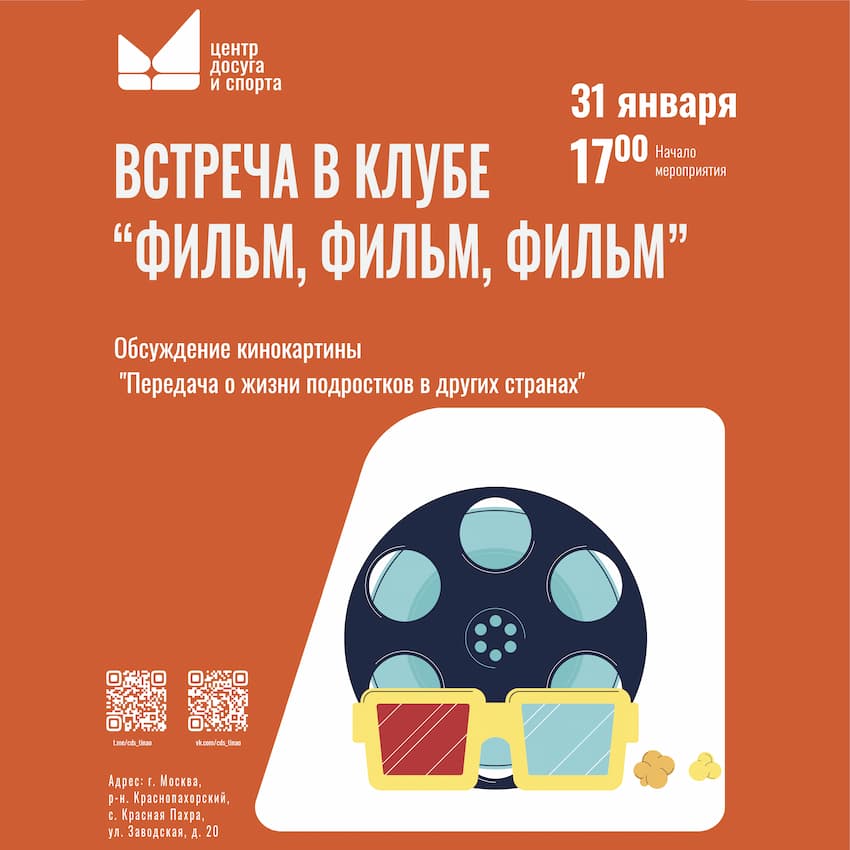 центр
досуга
и спорта
31 января
17⁰⁰ Начало
мероприятия
ВСТРЕЧА В КЛУБЕ
“ФИЛЬМ, ФИЛЬМ, ФИЛЬМ”
Обсуждение кинокартины
"Передача о жизни подростков в других странах"
t.me/cds_tinao
vk.com/cds_tinao
Адрес: г. Москва,
р-н. Краснопахорский,
с. Красная Пахра,
ул. Заводская, д. 20